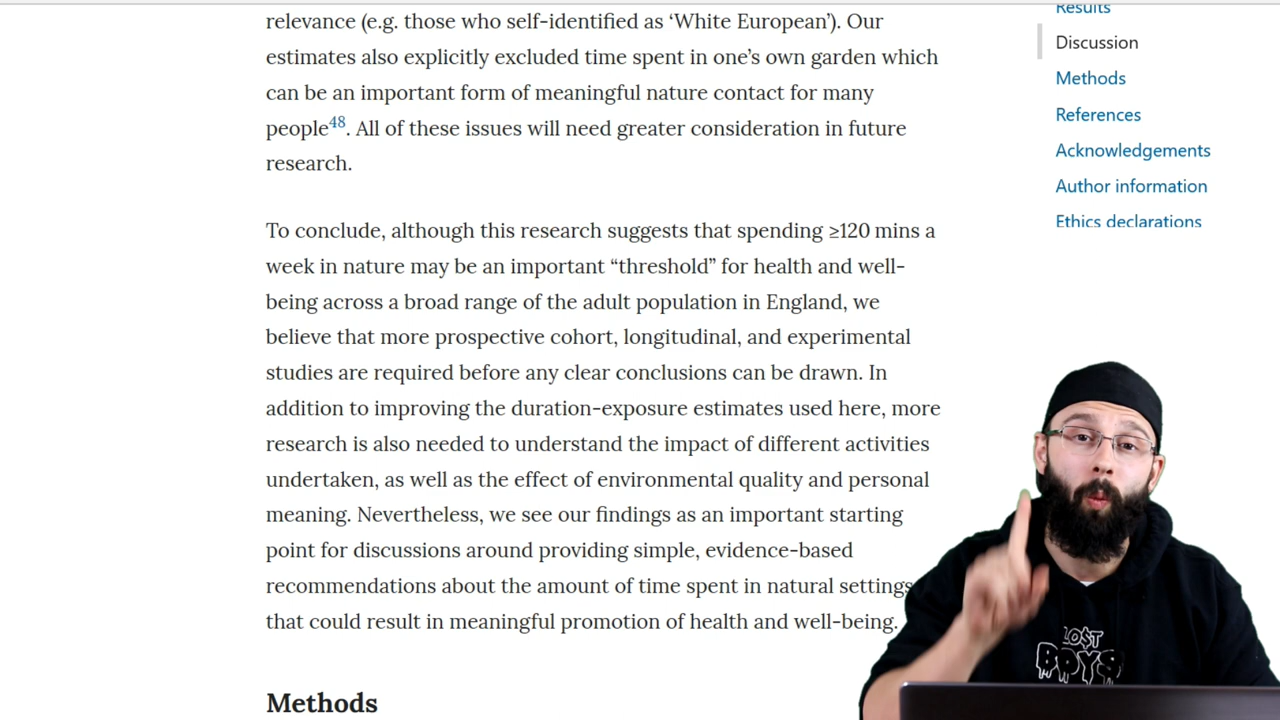 relevance (e.g. those who self-identified as ‘White European’). Our
estimates also explicitly excluded time spent in one’s own garden which
can be an important form of meaningful nature contact for many
people48. All of these issues will need greater consideration in future
research.
To conclude, although this research suggests that spending ≥120 mins a
week in nature may be an important “threshold” for health and well-
being across a broad range of the adult population in England, we
believe that more prospective cohort, longitudinal, and experimental
studies are required before any clear conclusions can be drawn. In
addition to improving the duration-exposure estimates used here, more
research is also needed to understand the impact of different activities
undertaken, as well as the effect of environmental quality and personal
meaning. Nevertheless, we see our findings as an important starting
point for discussions around providing simple, evidence-based
recommendations about the amount of time spent in natural settings
that could result in meaningful promotion of health and well-being.
Methods
Results
Discussion
Methods
References
Acknowledgements
Author information
Ethics declarations
LO$T
BOYS